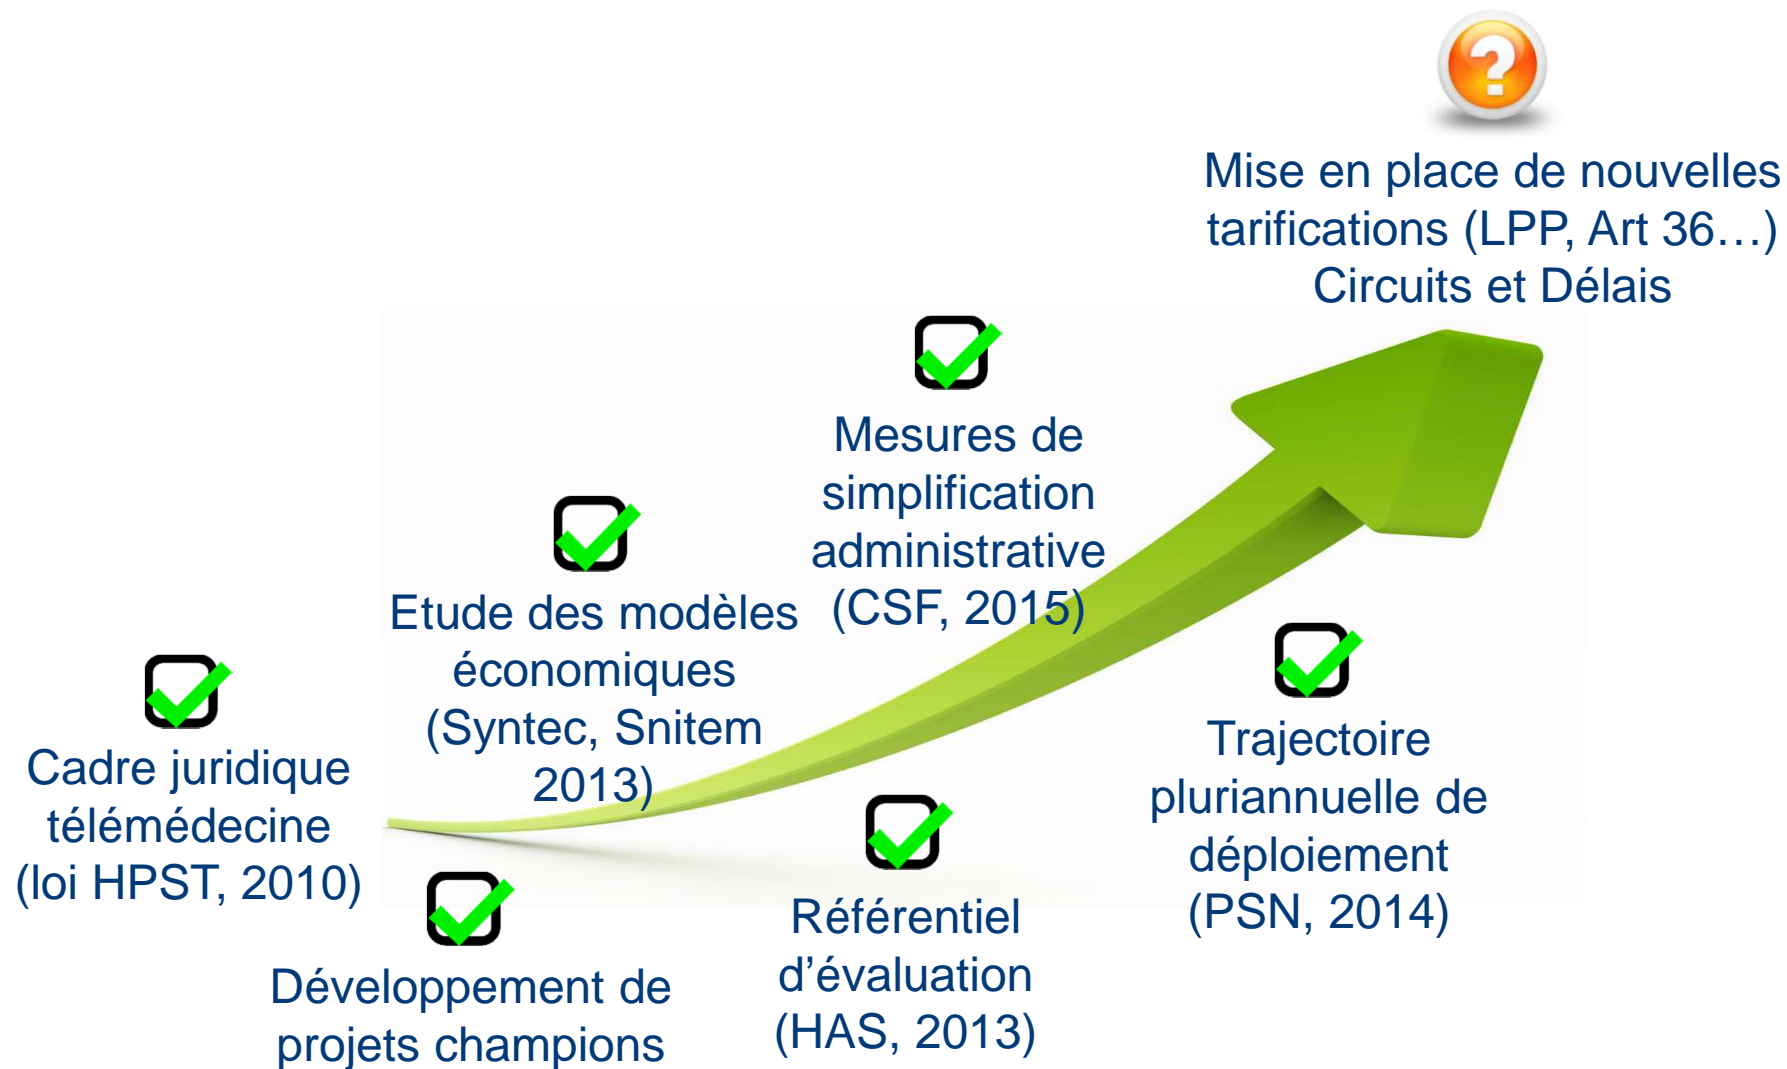 ?
Mise en place de nouvelles
tarifications (LPP, Art 36…)
Circuits et Délais
Mesures de
simplification
administrative
(CSF, 2015)
Etude des modèles
économiques
(Syntec, Snitem
2013)
Cadre juridique
télémédecine
(loi HPST, 2010)
Trajectoire
pluriannuelle de
déploiement
(PSN, 2014)
Référentiel
d’évaluation
(HAS, 2013)
Développement de
projets champions